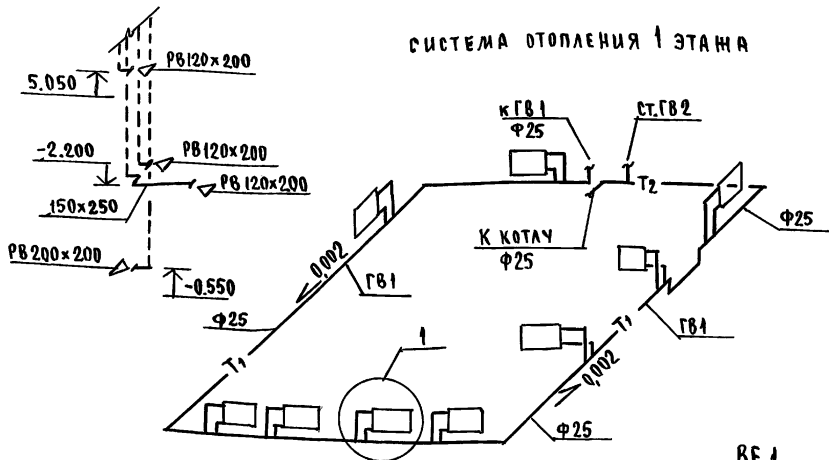 СИСТЕМА ОТОПЛЕНИЯ 1 ЭТАЖА
РВ120×200
5.050
-2.200
РВ120×200
РВ120×200
150×250
РВ200×200
-0.550
к ГВ1
Ф25
СТ.ГВ2
Т2
К КОТЛУ
Ф25
Ф25
0,002
ГВ1
Ф25
Т1
1
Т1
ГВ1
0,002
Ф25
ВЕ1